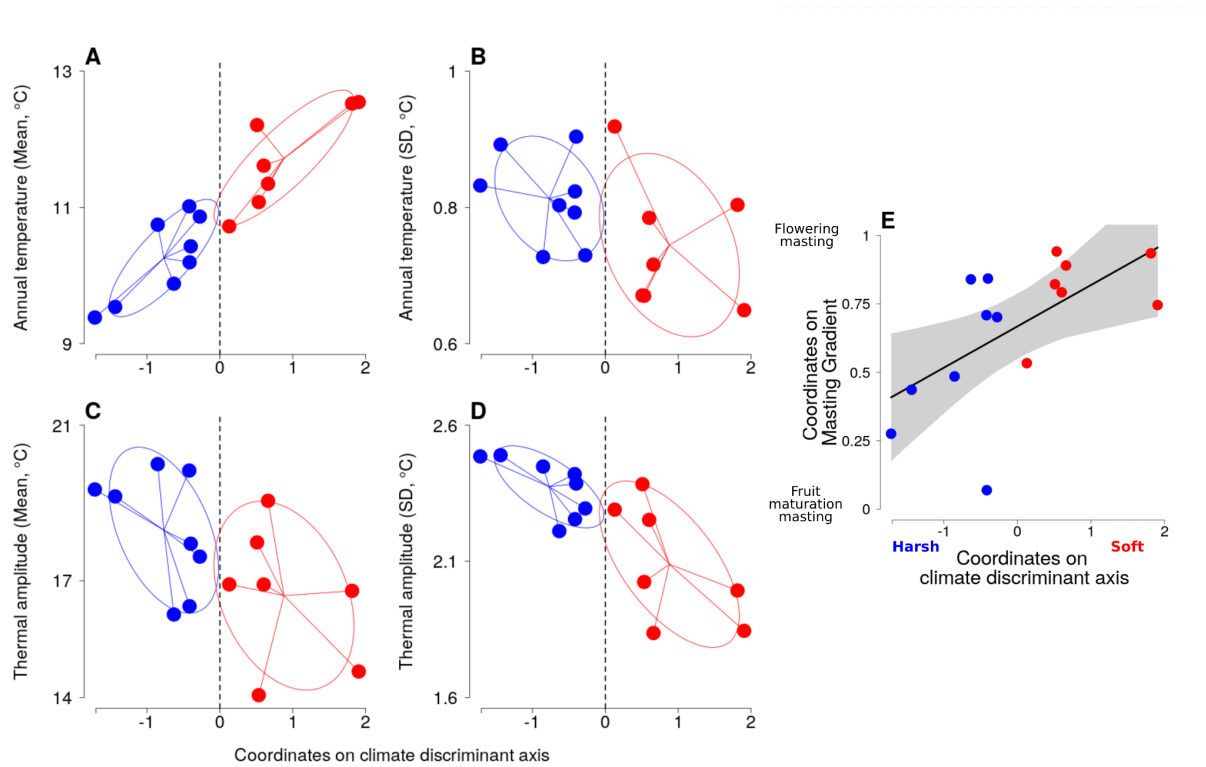 A
Annual temperature (Mean, °C)
13
11
9
-1 0 1 2
B
Annual temperature (SD, °C)
1
0.8
0.6
-1 0 1 2
C
Thermal amplitude (Mean, °C)
21
17
14
-1 0 1 2
D
Thermal amplitude (SD, °C)
2.6
2.1
1.6
-1 0 1 2
Coordinates on climate discriminant axis
E
Flowering
masting
Coordinates on
Masting Gradient
1
0.75
0.5
0.25
0
Fruit
maturation
masting
-1 0 1 2
Harsh
Soft
Coordinates on
climate discriminant axis